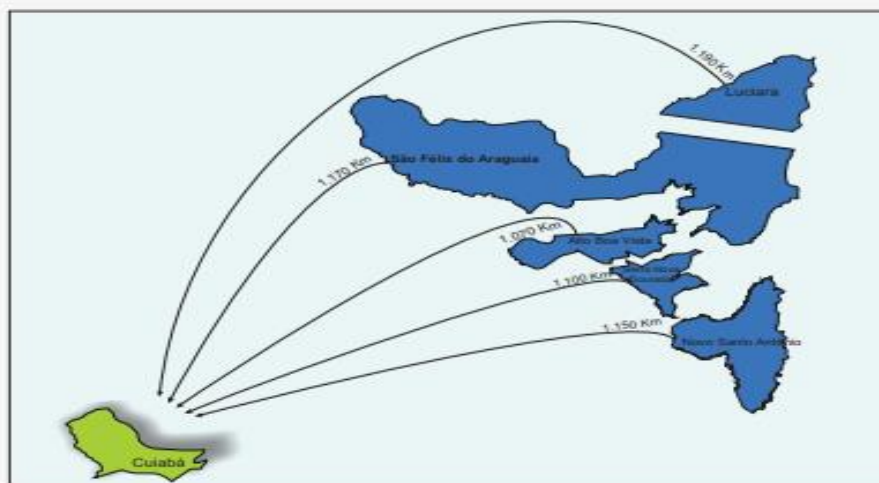 1.190 Km
Luciara
São Félis do Araguaia
1.170 Km
1.070 Km
Alto Boa Vista
1.100 Km
1.150 Km
Novo Santo Antônio
Cuiabá